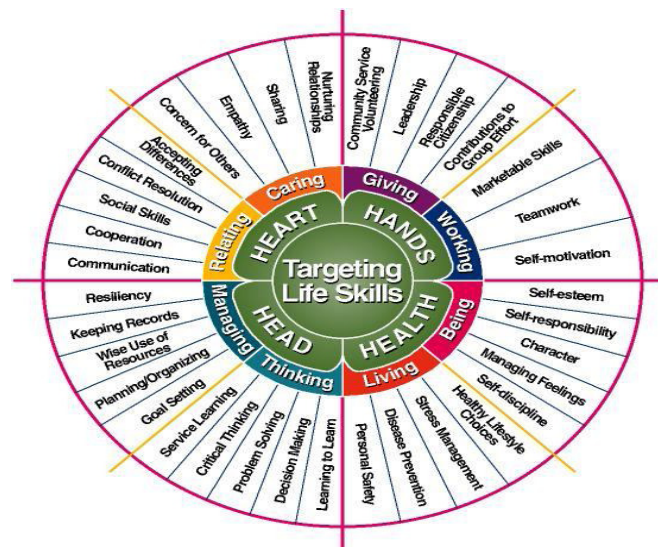 Targeting
Life Skills
HEART
HANDS
HEALTH
HEAD
Caring
Giving
Working
Being
Living
Thinking
Managing
Relating
Nurturing
Relationships
Sharing
Empathy
Concern for Others
Accepting
Differences
Conflict Resolution
Social Skills
Cooperation
Communication
Community Service
Volunteering
Leadership
Responsible
Citizenship
Contributions to
Group Effort
Marketable Skills
Teamwork
Self-motivation
Self-esteem
Self-responsibility
Character
Managing Feelings
Self-discipline
Healthy Lifestyle
Choices
Stress Management
Disease Prevention
Personal Safety
Learning to Learn
Decision Making
Problem Solving
Critical Thinking
Service Learning
Goal Setting
Planning/Organizing
Wise Use of
Resources
Keeping Records
Resiliency